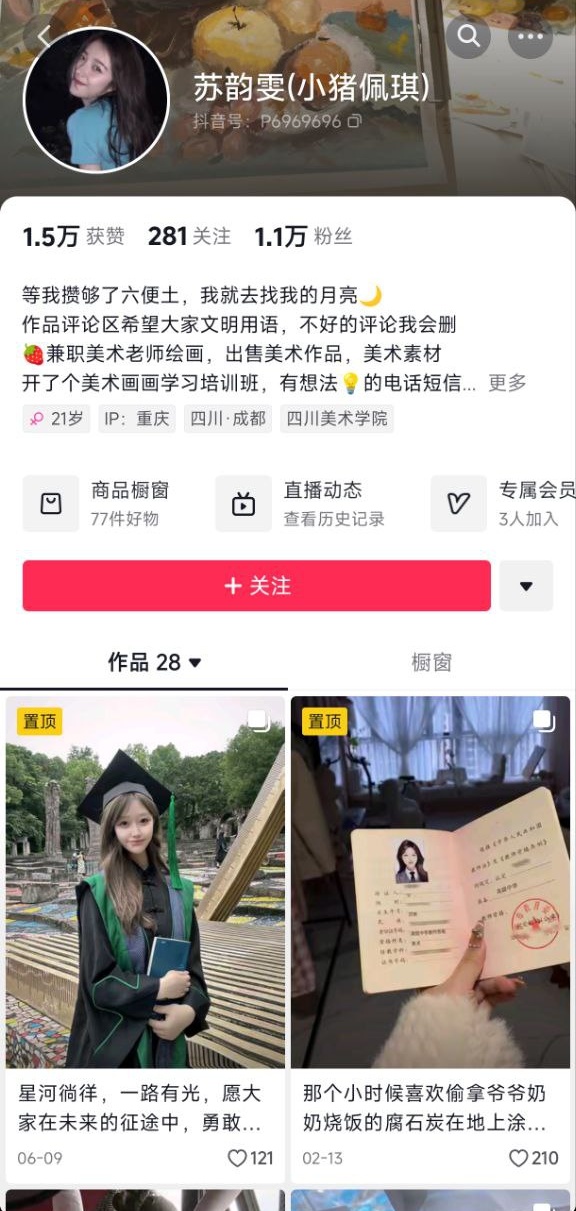 苏韵雯(小猪佩琪)
抖音号：P6969696
1.5万 获赞 281 关注 1.1万 粉丝
等我攒够了六便士，我就去找我的月亮🌙
作品评论区希望大家文明用语，不好的评论我会删
🍓兼职美术老师绘画，出售美术作品，美术素材
开了个美术画画学习培训班，有想法💡的电话短信... 更多
21岁 IP：重庆 四川·成都 四川美术学院
商品橱窗 直播动态 专属会员
77件好物 查看历史记录 3人加入
+ 关注
作品 28 橱窗
置顶 置顶
星河徜徉，一路有光，愿大
家在未来的征途中，勇敢...
06-09 121
那个小时候喜欢偷拿爷爷奶
奶烧饭的腐石炭在地上涂...
02-13 210